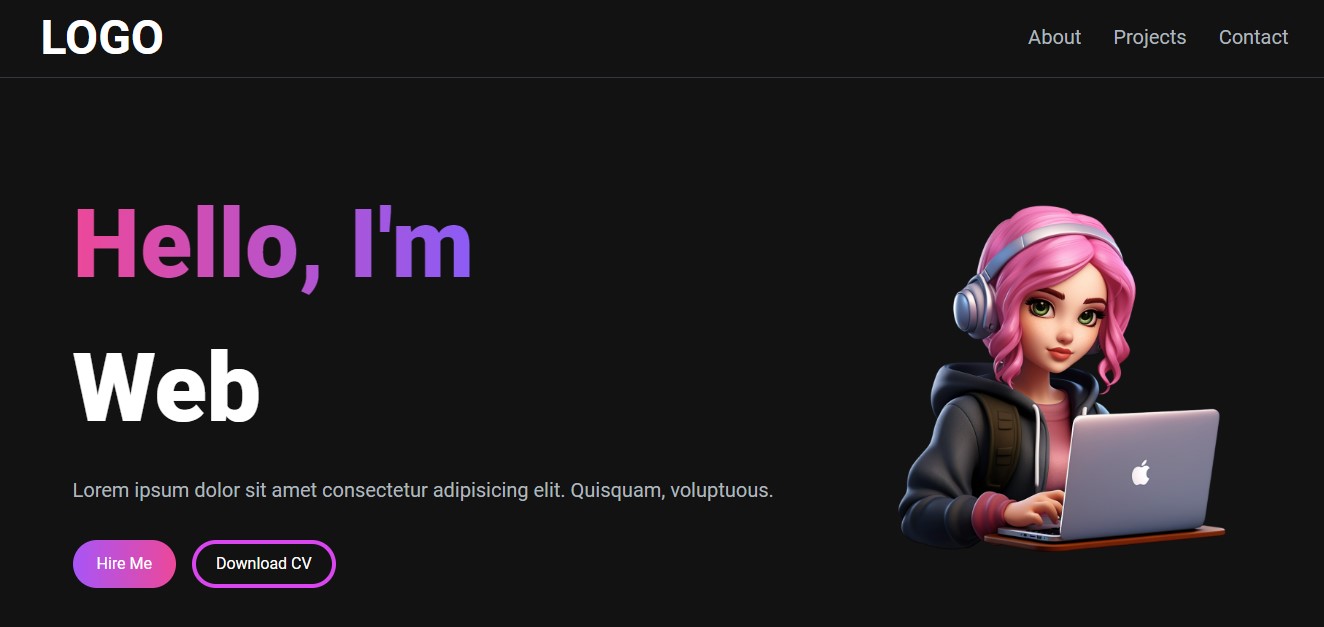 LOGO
About Projects Contact
Hello, I'm
Web
Lorem ipsum dolor sit amet consectetur adipisicing elit. Quisquam, voluptuous.
Hire Me Download CV